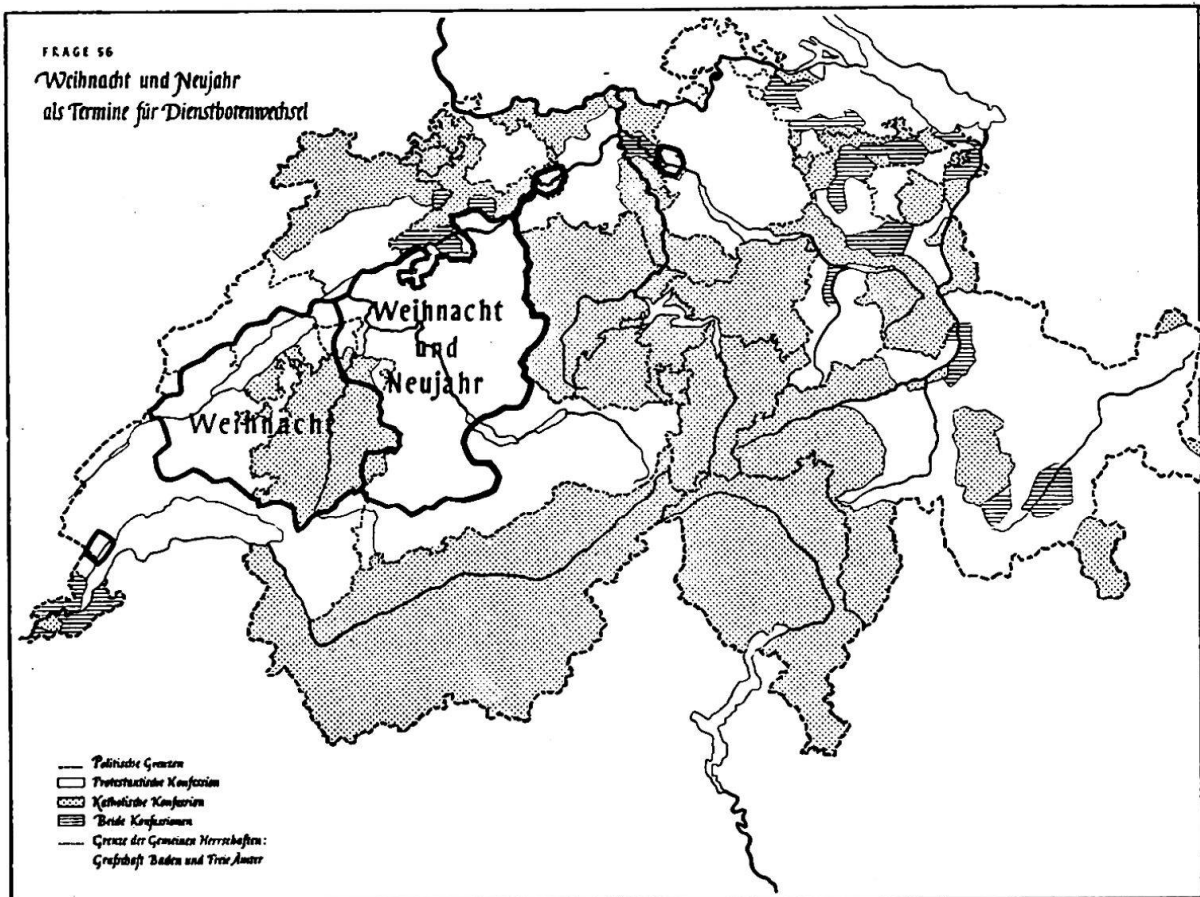 FRAGE 56
Weihnacht und Neujahr
als Termine für Dienstbotenwechsel
Weihnacht
und
Neujahr
Weihnacht
Politische Grenzen
Protestantische Konfession
Katholische Konfession
Beide Konfessionen
Grenze der Gemeinen Herrschaften:
Grafschaft Baden und Freie Ämter